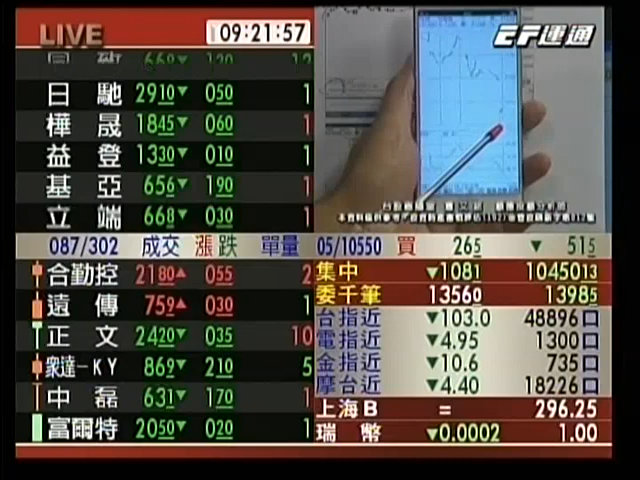 LIVE 09:21:57
EF運通
日馳 2910▼ 050 1
樺晟 1845▼ 060 1
益登 1330▼ 010 1
基亞 656▼ 190 1
立端 668▼ 030 1
087/302 成交 漲跌 單量 05/10550 買 265 ▼ 515
合勤控 2180▲ 055 2
遠傳 759▲ 030 1
正文 2420▼ 035 10
眾達-KY 869▼ 210 5
中磊 631▼ 170 1
富爾特 2050▼ 020 1
集中 ▼1081 1045013
委千筆 13560 13985
台指近 ▼103.0 48896口
電指近 ▼4.95 1300口
金指近 ▼10.6 735口
摩台近 ▼4.40 18226口
上海B = 296.25
瑞幣 ▼0.0002 1.00